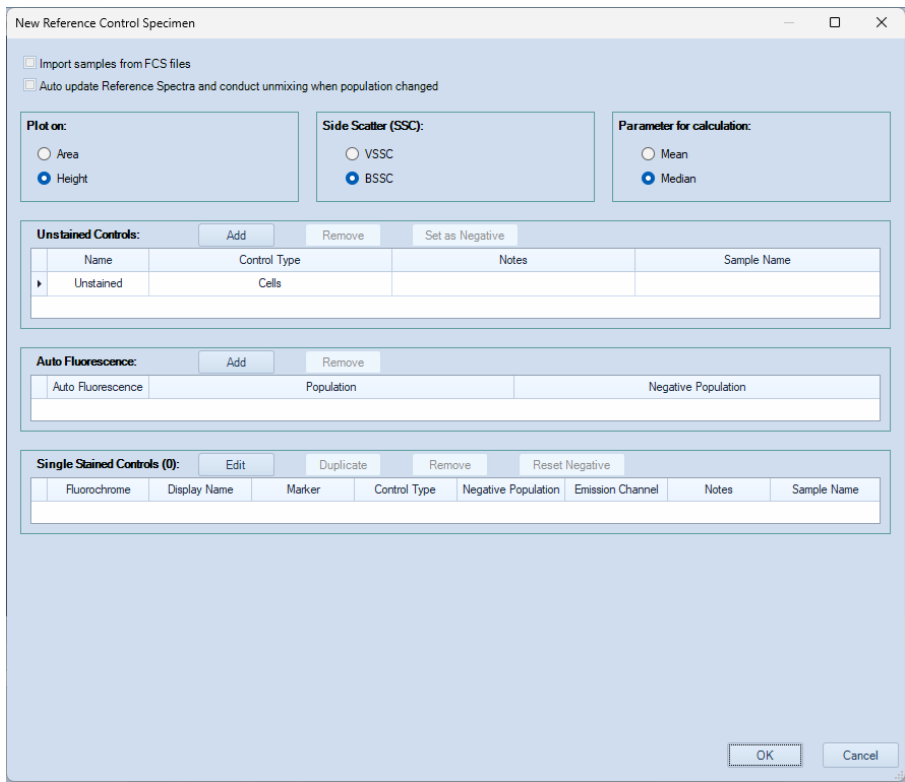 New Reference Control Specimen
Import samples from FCS files
Auto update Reference Spectra and conduct unmixing when population changed
Plot on: Side Scatter (SSC): Parameter for calculation:
Area VSSC Mean
Height BSSC Median
Unstained Controls: Add Remove Set as Negative
Name Control Type Notes Sample Name
Unstained Cells
Auto Fluorescence: Add Remove
Auto Fluorescence Population Negative Population
Single Stained Controls (0): Edit Duplicate Remove Reset Negative
Fluorochrome Display Name Marker Control Type Negative Population Emission Channel Notes Sample Name
OK Cancel